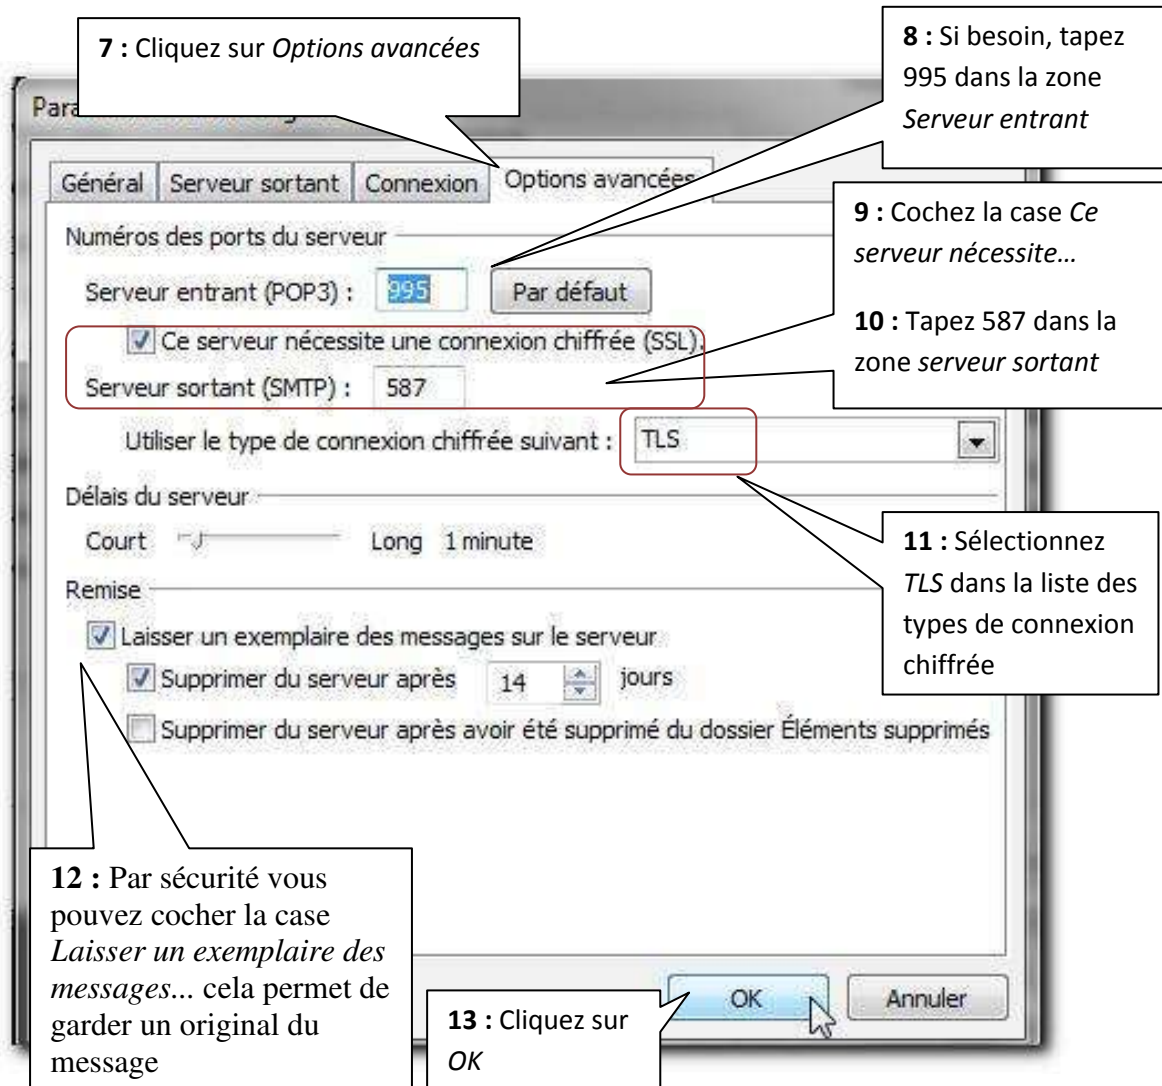 7 : Cliquez sur Options avancées
8 : Si besoin, tapez
995 dans la zone
Serveur entrant
Para
Général Serveur sortant Connexion Options avancées
9 : Cochez la case Ce
serveur nécessite…
10 : Tapez 587 dans la
zone serveur sortant
Numéros des ports du serveur
Serveur entrant (POP3) : 995 Par défaut
Ce serveur nécessite une connexion chiffrée (SSL).
Serveur sortant (SMTP) : 587
Utiliser le type de connexion chiffrée suivant : TLS
Délais du serveur
Court Long 1 minute
11 : Sélectionnez
TLS dans la liste des
types de connexion
chiffrée
Remise
Laisser un exemplaire des messages sur le serveur
Supprimer du serveur après 14 jours
Supprimer du serveur après avoir été supprimé du dossier Éléments supprimés
12 : Par sécurité vous
pouvez cocher la case
Laisser un exemplaire des
messages... cela permet de
garder un original du
message
13 : Cliquez sur
OK
OK Annuler